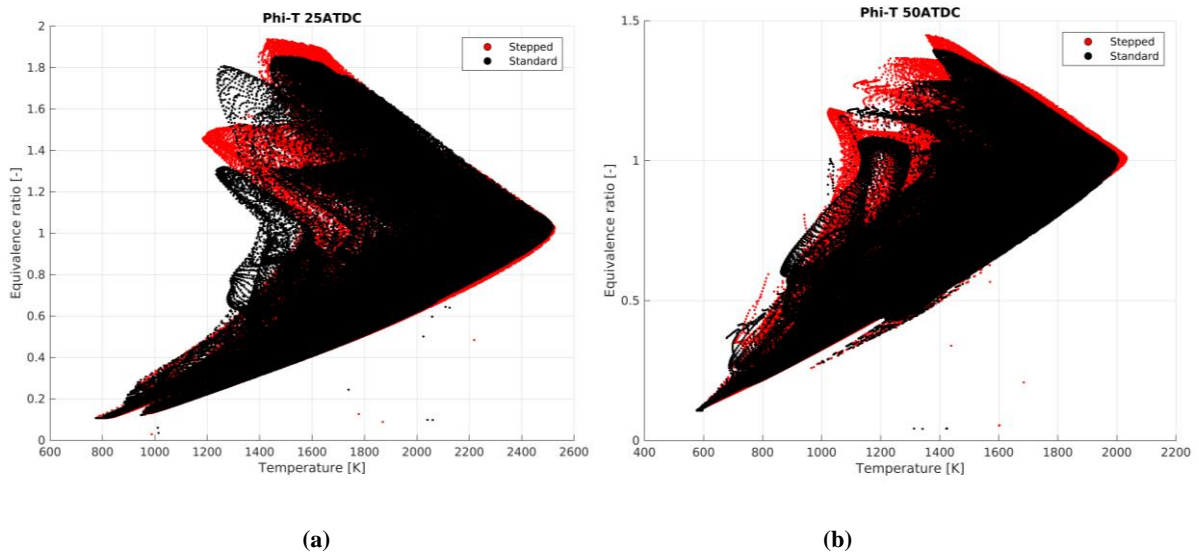 Phi-T 25ATDC
2
1.8
1.6
1.4
1.2
1
0.8
0.6
0.4
0.2
0
Equivalence ratio [-]
Stepped
Standard
600 800 1000 1200 1400 1600 1800 2000 2200 2400 2600
Temperature [K]
(a)
Phi-T 50ATDC
1.5
1
0.5
0
Equivalence ratio [-]
Stepped
Standard
400 600 800 1000 1200 1400 1600 1800 2000 2200
Temperature [K]
(b)